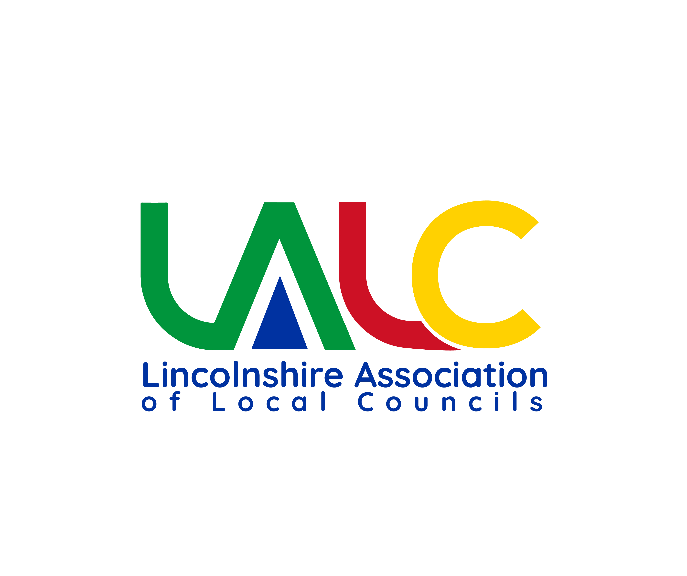 LALC
Lincolnshire Association
of Local Councils